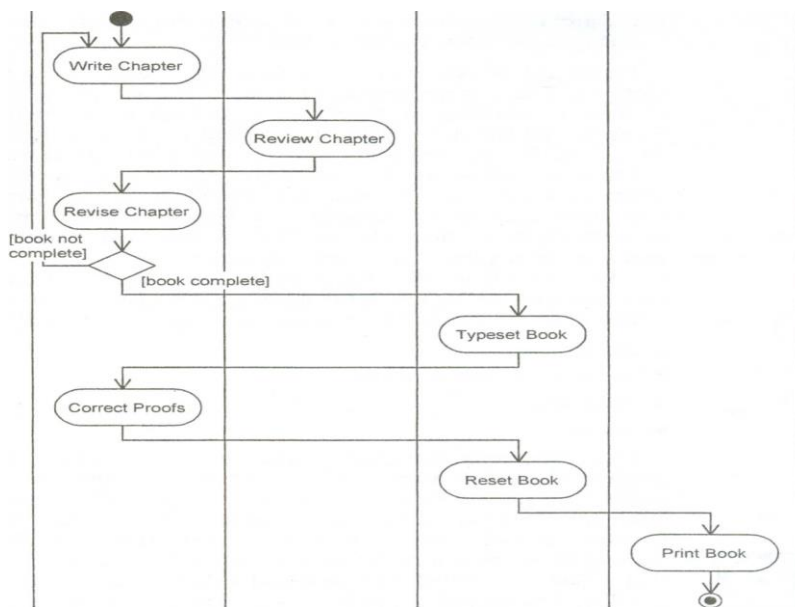 Write Chapter
Review Chapter
Revise Chapter
[book not
complete]
[book complete]
Typeset Book
Correct Proofs
Reset Book
Print Book